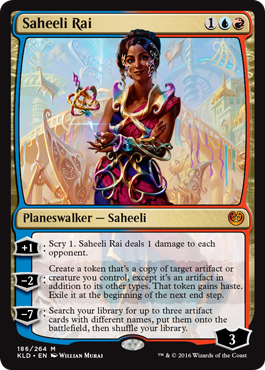 Saheeli Rai 1
Planeswalker — Saheeli
+1 : Scry 1. Saheeli Rai deals 1 damage to each
opponent.
Create a token that's a copy of target artifact or
-2 : creature you control, except it's an artifact in
addition to its other types. That token gains haste.
Exile it at the beginning of the next end step.
-7 : Search your library for up to three artifact
cards with different names, put them onto the
battlefield, then shuffle your library.
3
186/264 M
KLD • EN Willian Murai
™ & © 2016 Wizards of the Coast